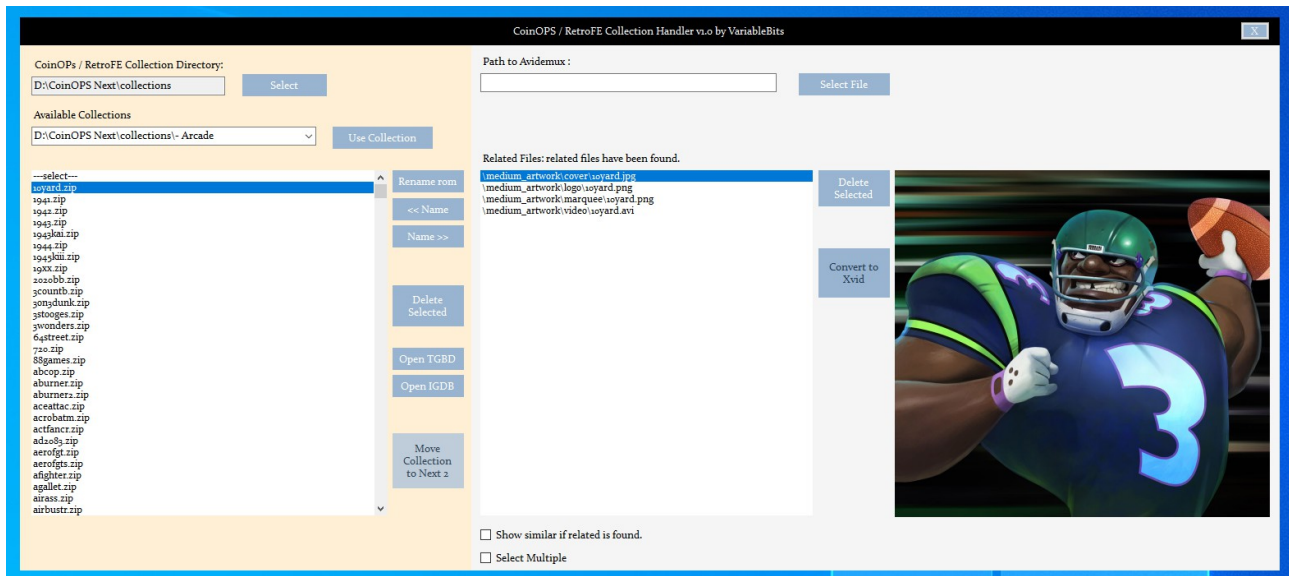 CoinOPS / RetroFE Collection Handler v1.0 by VariableBits
X
CoinOPs / RetroFE Collection Directory:
D:\CoinOPS Next\collections
Select
Available Collections
D:\CoinOPS Next\collections\- Arcade
Use Collection
---select---
10yard.zip
1941.zip
1942.zip
1943.zip
1943kai.zip
1944.zip
1945kiii.zip
19xx.zip
2020bb.zip
3countb.zip
3on3dunk.zip
3stooges.zip
3wonders.zip
64street.zip
720.zip
88games.zip
abcop.zip
aburner.zip
aburner2.zip
aceattac.zip
acrobatm.zip
actfancr.zip
ad2083.zip
aerofgt.zip
aerofgts.zip
afighter.zip
agallet.zip
airass.zip
airbustr.zip
Rename rom
<< Name
Name >>
Delete
Selected
Open TGBD
Open IGDB
Move
Collection
to Next 2
Path to Avidemux :
Select File
Related Files: related files have been found.
\medium_artwork\cover\10yard.jpg
\medium_artwork\logo\10yard.png
\medium_artwork\marquee\10yard.png
\medium_artwork\video\10yard.avi
Delete
Selected
Convert to
Xvid
3
3
Show similar if related is found.
Select Multiple